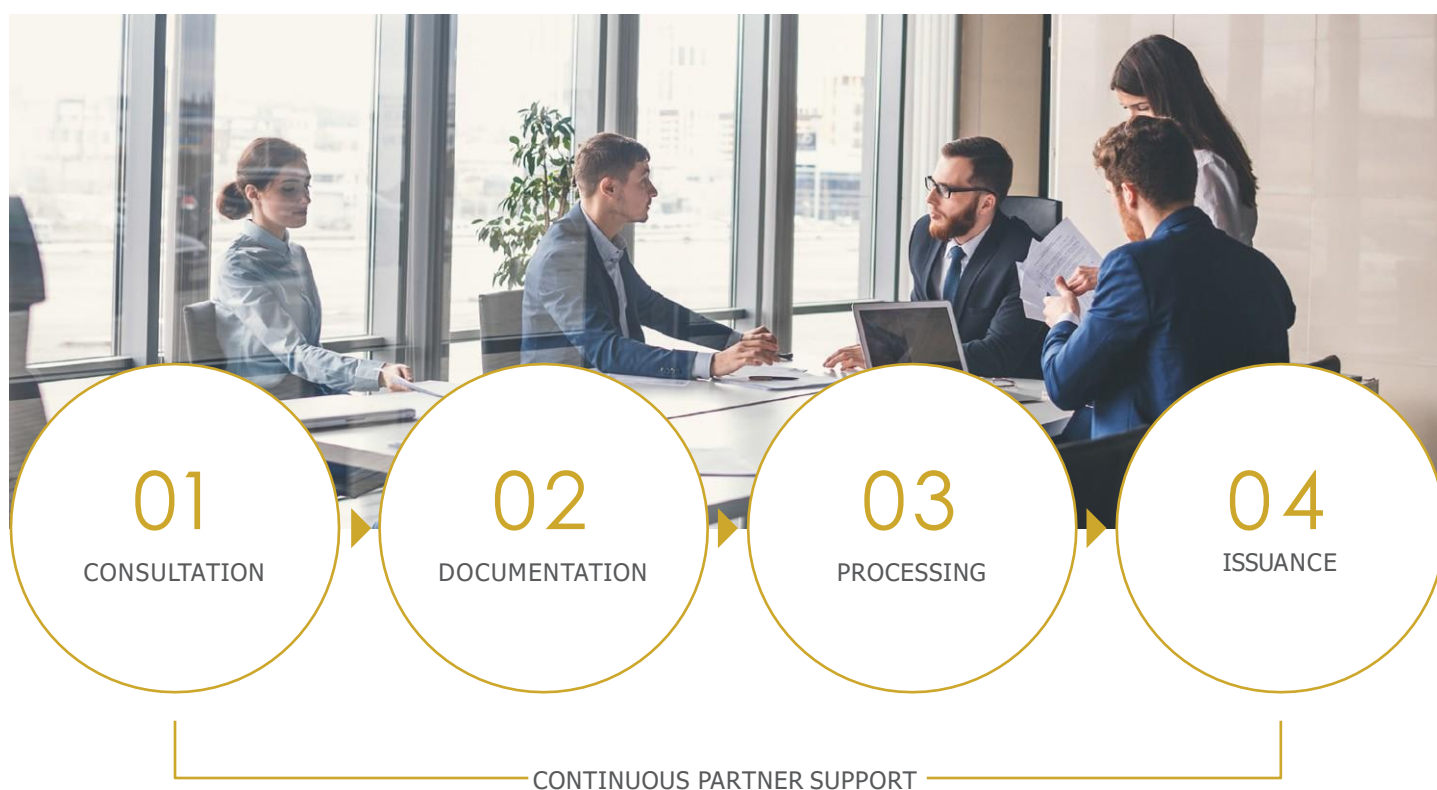 01
CONSULTATION
02
DOCUMENTATION
03
PROCESSING
04
ISSUANCE
CONTINUOUS PARTNER SUPPORT